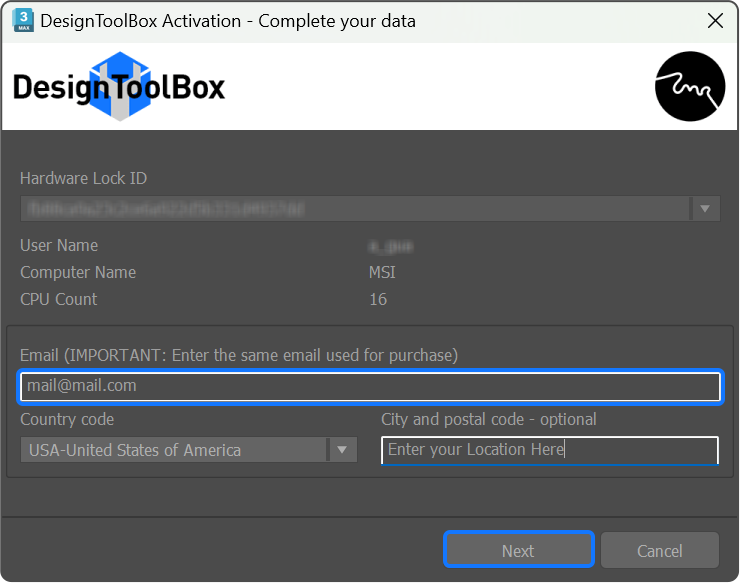 3
MAX
DesignToolBox Activation - Complete your data
DesignToolBox
Hardware Lock ID
User Name
Computer Name MSI
CPU Count 16
Email (IMPORTANT: Enter the same email used for purchase)
mail@mail.com
Country code City and postal code - optional
USA-United States of America Enter your Location Here
Next Cancel